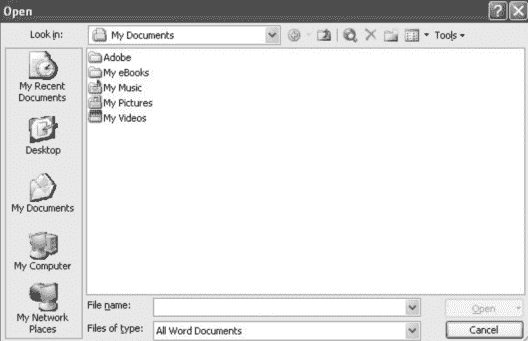 Open
Look in: My Documents Tools
Adobe
My eBooks
My Music
My Pictures
My Videos
My Recent
Documents
Desktop
My Documents
My Computer
My Network
Places
File name: Open
Files of type: All Word Documents Cancel